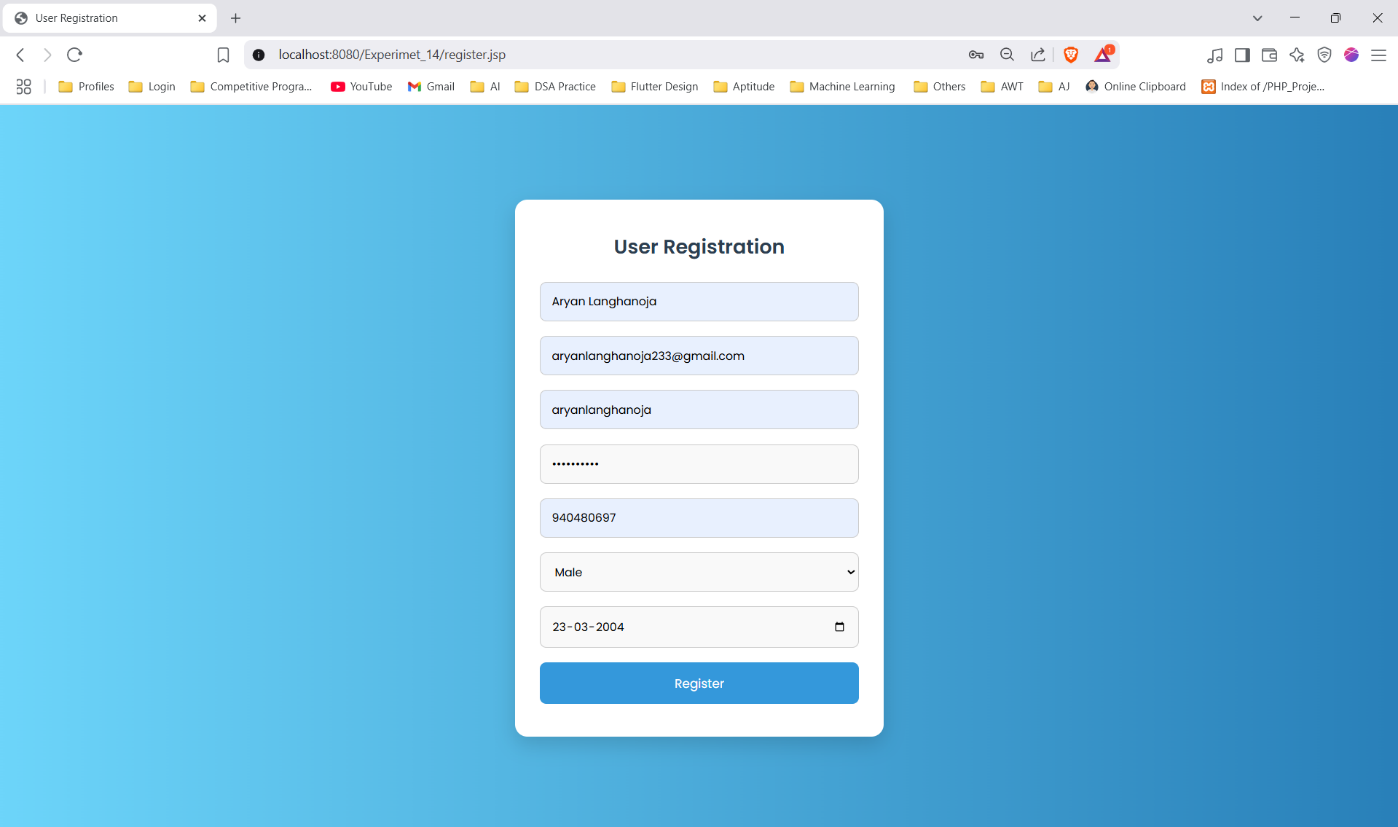 User Registration
localhost:8080/Experimet_14/register.jsp
1
Profiles Login Competitive Progra... YouTube Gmail AI DSA Practice Flutter Design Aptitude Machine Learning Others AWT AJ Online Clipboard Index of /PHP_Proje...
User Registration
Aryan Langhanoja
aryanlanghanoja233@gmail.com
aryanlanghanoja
••••••••••
940480697
Male
23-03-2004
Register